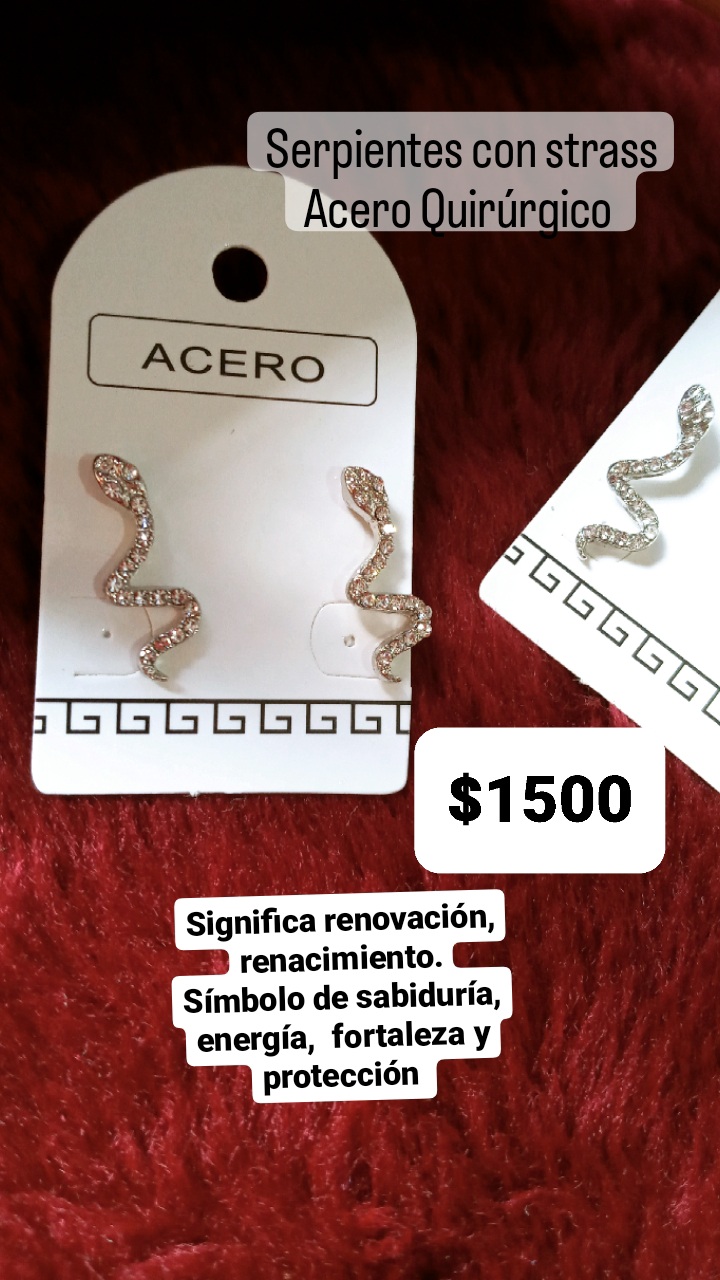 Serpientes con strass
Acero Quirúrgico
ACERO
$1500
Significa renovación,
renacimiento.
Símbolo de sabiduría,
energía, fortaleza y
protección